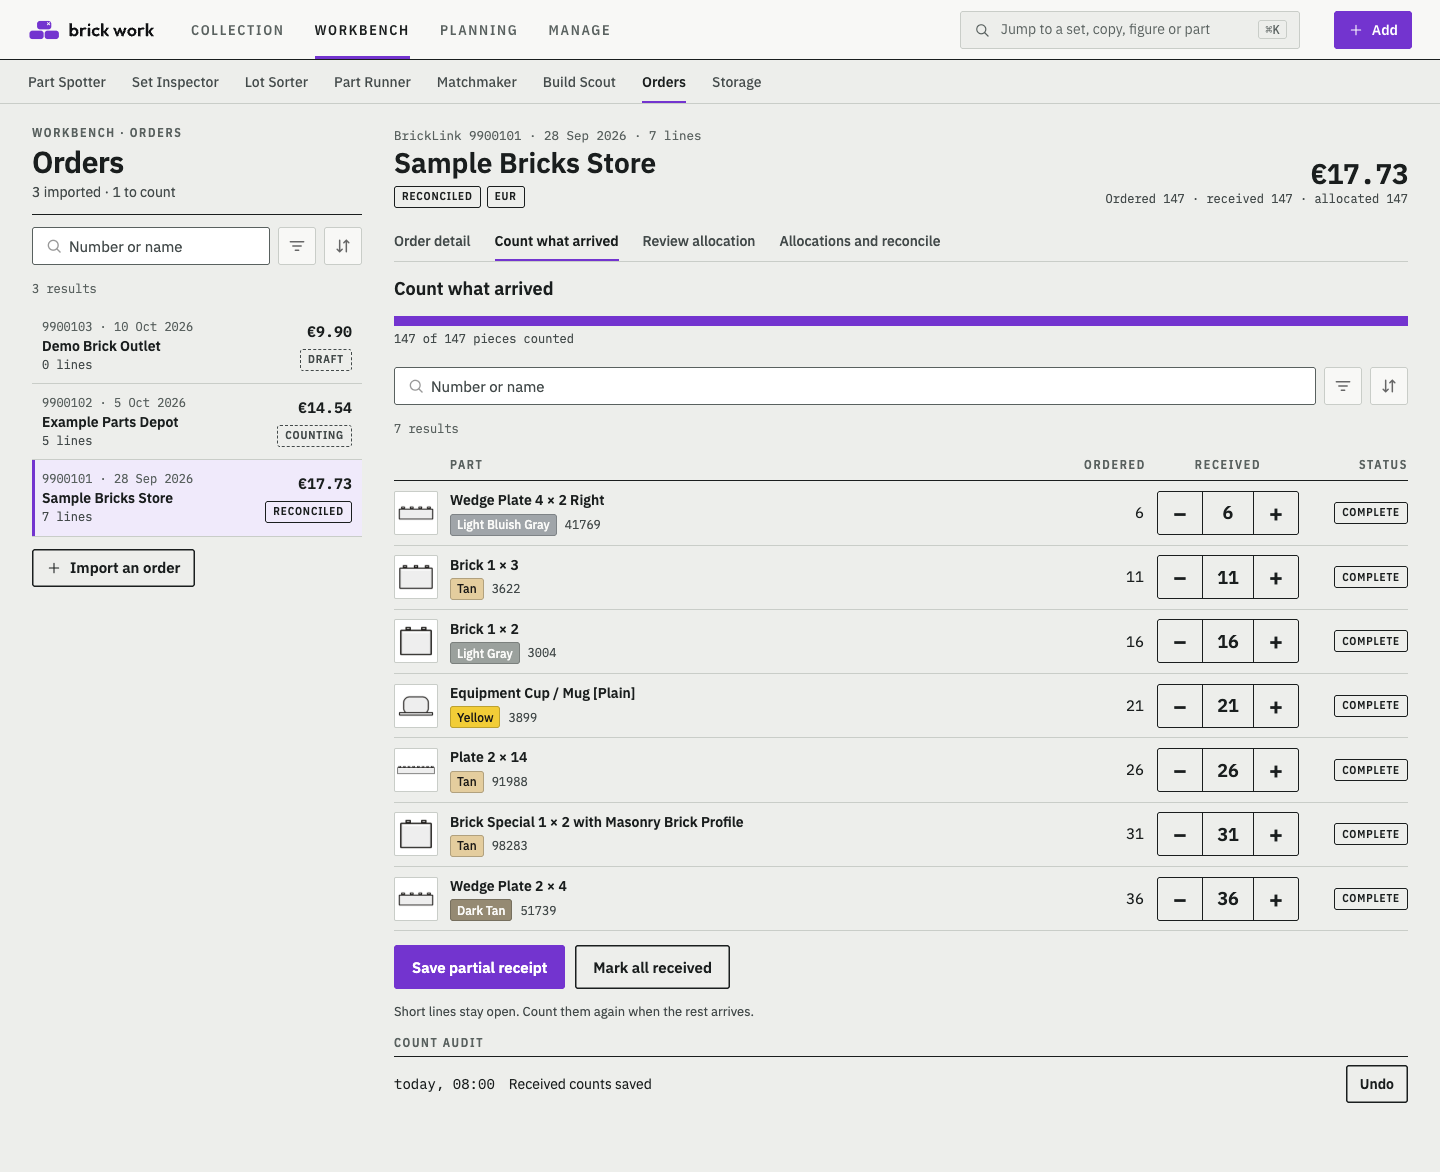 brick work
COLLECTION
WORKBENCH
PLANNING
MANAGE
Jump to a set, copy, figure or part
⌘K
+ Add
Part Spotter
Set Inspector
Lot Sorter
Part Runner
Matchmaker
Build Scout
Orders
Storage
WORKBENCH · ORDERS
Orders
3 imported · 1 to count
Number or name
3 results
9900103 · 10 Oct 2026
Demo Brick Outlet
0 lines
€9.90
DRAFT
9900102 · 5 Oct 2026
Example Parts Depot
5 lines
€14.54
COUNTING
9900101 · 28 Sep 2026
Sample Bricks Store
7 lines
€17.73
RECONCILED
+ Import an order
BrickLink 9900101 · 28 Sep 2026 · 7 lines
Sample Bricks Store
RECONCILED
EUR
€17.73
Ordered 147 · received 147 · allocated 147
Order detail
Count what arrived
Review allocation
Allocations and reconcile
Count what arrived
147 of 147 pieces counted
Number or name
7 results
PART
ORDERED
RECEIVED
STATUS
Wedge Plate 4 × 2 Right
Light Bluish Gray 41769
6
− 6 +
COMPLETE
Brick 1 × 3
Tan 3622
11
− 11 +
COMPLETE
Brick 1 × 2
Light Gray 3004
16
− 16 +
COMPLETE
Equipment Cup / Mug [Plain]
Yellow 3899
21
− 21 +
COMPLETE
Plate 2 × 14
Tan 91988
26
− 26 +
COMPLETE
Brick Special 1 × 2 with Masonry Brick Profile
Tan 98283
31
− 31 +
COMPLETE
Wedge Plate 2 × 4
Dark Tan 51739
36
− 36 +
COMPLETE
Save partial receipt
Mark all received
Short lines stay open. Count them again when the rest arrives.
COUNT AUDIT
today, 08:00 Received counts saved
Undo